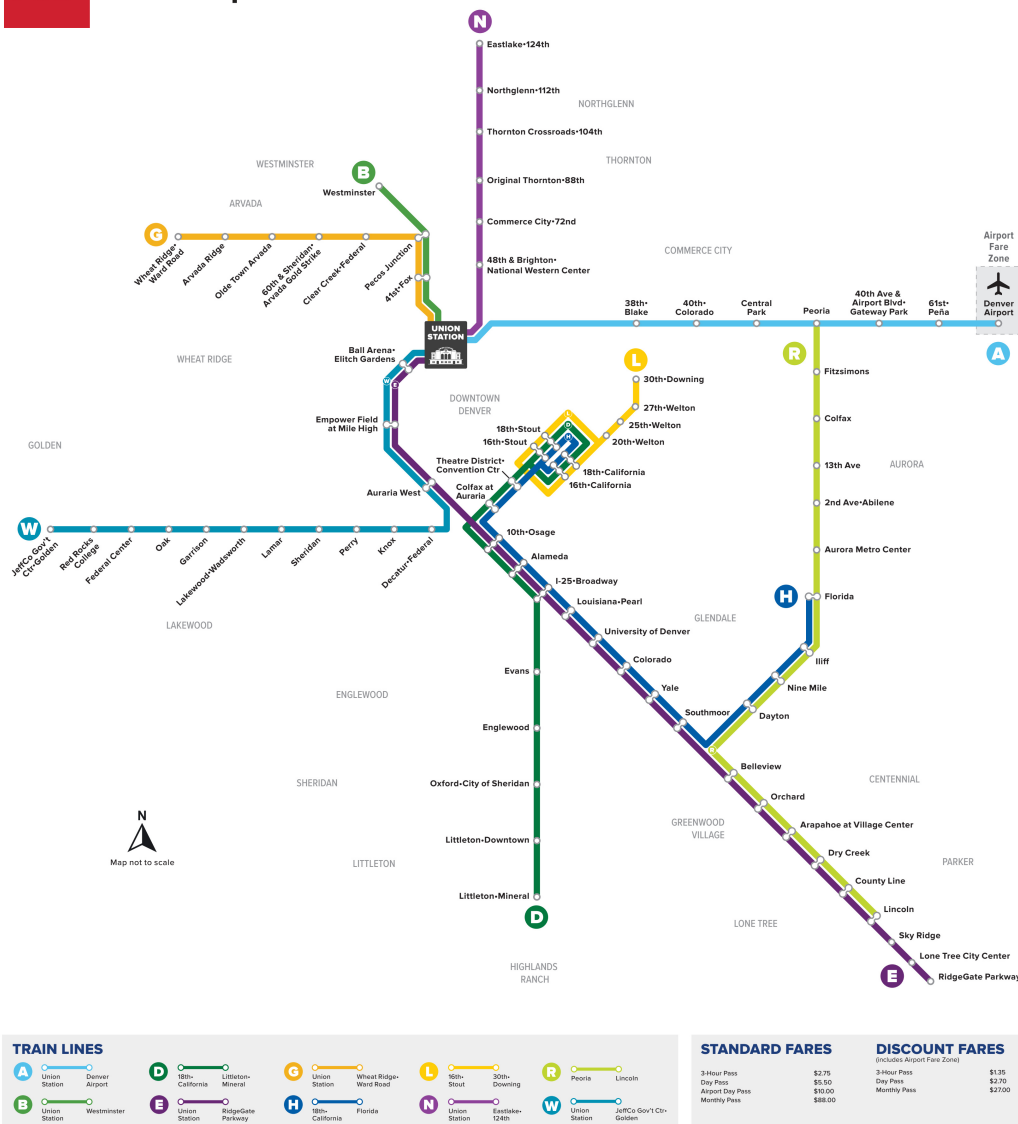 N
Eastlake•124th
Northglenn•112th
NORTHGLENN
Thornton Crossroads•104th
THORNTON
WESTMINSTER
B
Westminster
Original Thornton•88th
ARVADA
Commerce City•72nd
G
Wheat Ridge•
Ward Road
Arvada Ridge
Olde Town Arvada
60th & Sheridan•
Arvada Gold Strike
Clear Creek•Federal
Pecos Junction
41st•Fox
48th & Brighton•
National Western Center
COMMERCE CITY
Airport
Fare
Zone
UNION
STATION
38th•
Blake
40th•
Colorado
Central
Park
Peoria
40th Ave &
Airport Blvd•
Gateway Park
61st•
Peña
Denver
Airport
A
R
L
WHEAT RIDGE
Ball Arena•
Elitch Gardens
W
E
DOWNTOWN
DENVER
30th•Downing
27th•Welton
25th•Welton
20th•Welton
Fitzsimons
Colfax
13th Ave
AURORA
2nd Ave•Abilene
Aurora Metro Center
Empower Field
at Mile High
GOLDEN
L
D
H
18th•Stout
16th•Stout
Theatre District•
Convention Ctr
18th•California
16th•California
Colfax at
Auraria
Auraria West
W
JeffCo Gov't
Ctr•Golden
Red Rocks
College
Federal Center
Oak
Garrison
Lakewood•Wadsworth
Lamar
Sheridan
Perry
Knox
Decatur•Federal
10th•Osage
Alameda
I-25•Broadway
Louisiana•Pearl
University of Denver
Colorado
Yale
Southmoor
H
Florida
Iliff
Nine Mile
Dayton
GLENDALE
LAKEWOOD
Evans
ENGLEWOOD
Englewood
SHERIDAN
Oxford•City of Sheridan
Littleton•Downtown
LITTLETON
Littleton•Mineral
D
HIGHLANDS
RANCH
N
Map not to scale
Belleview
CENTENNIAL
Orchard
GREENWOOD
VILLAGE
Arapahoe at Village Center
Dry Creek
PARKER
County Line
Lincoln
LONE TREE
Sky Ridge
Lone Tree City Center
E
RidgeGate Parkway
TRAIN LINES
A
Union
Station
Denver
Airport
D
18th•
California
Littleton•
Mineral
G
Union
Station
Wheat Ridge•
Ward Road
L
16th•
Stout
30th•
Downing
R
Peoria
Lincoln
B
Union
Station
Westminster
E
Union
Station
RidgeGate
Parkway
H
18th•
California
Florida
N
Union
Station
Eastlake•
124th
W
Union
Station
JeffCo Gov't Ctr•
Golden
STANDARD FARES
3-Hour Pass $2.75
Day Pass $5.50
Airport Day Pass $10.00
Monthly Pass $88.00
DISCOUNT FARES
(includes Airport Fare Zone)
3-Hour Pass $1.35
Day Pass $2.70
Monthly Pass $27.00